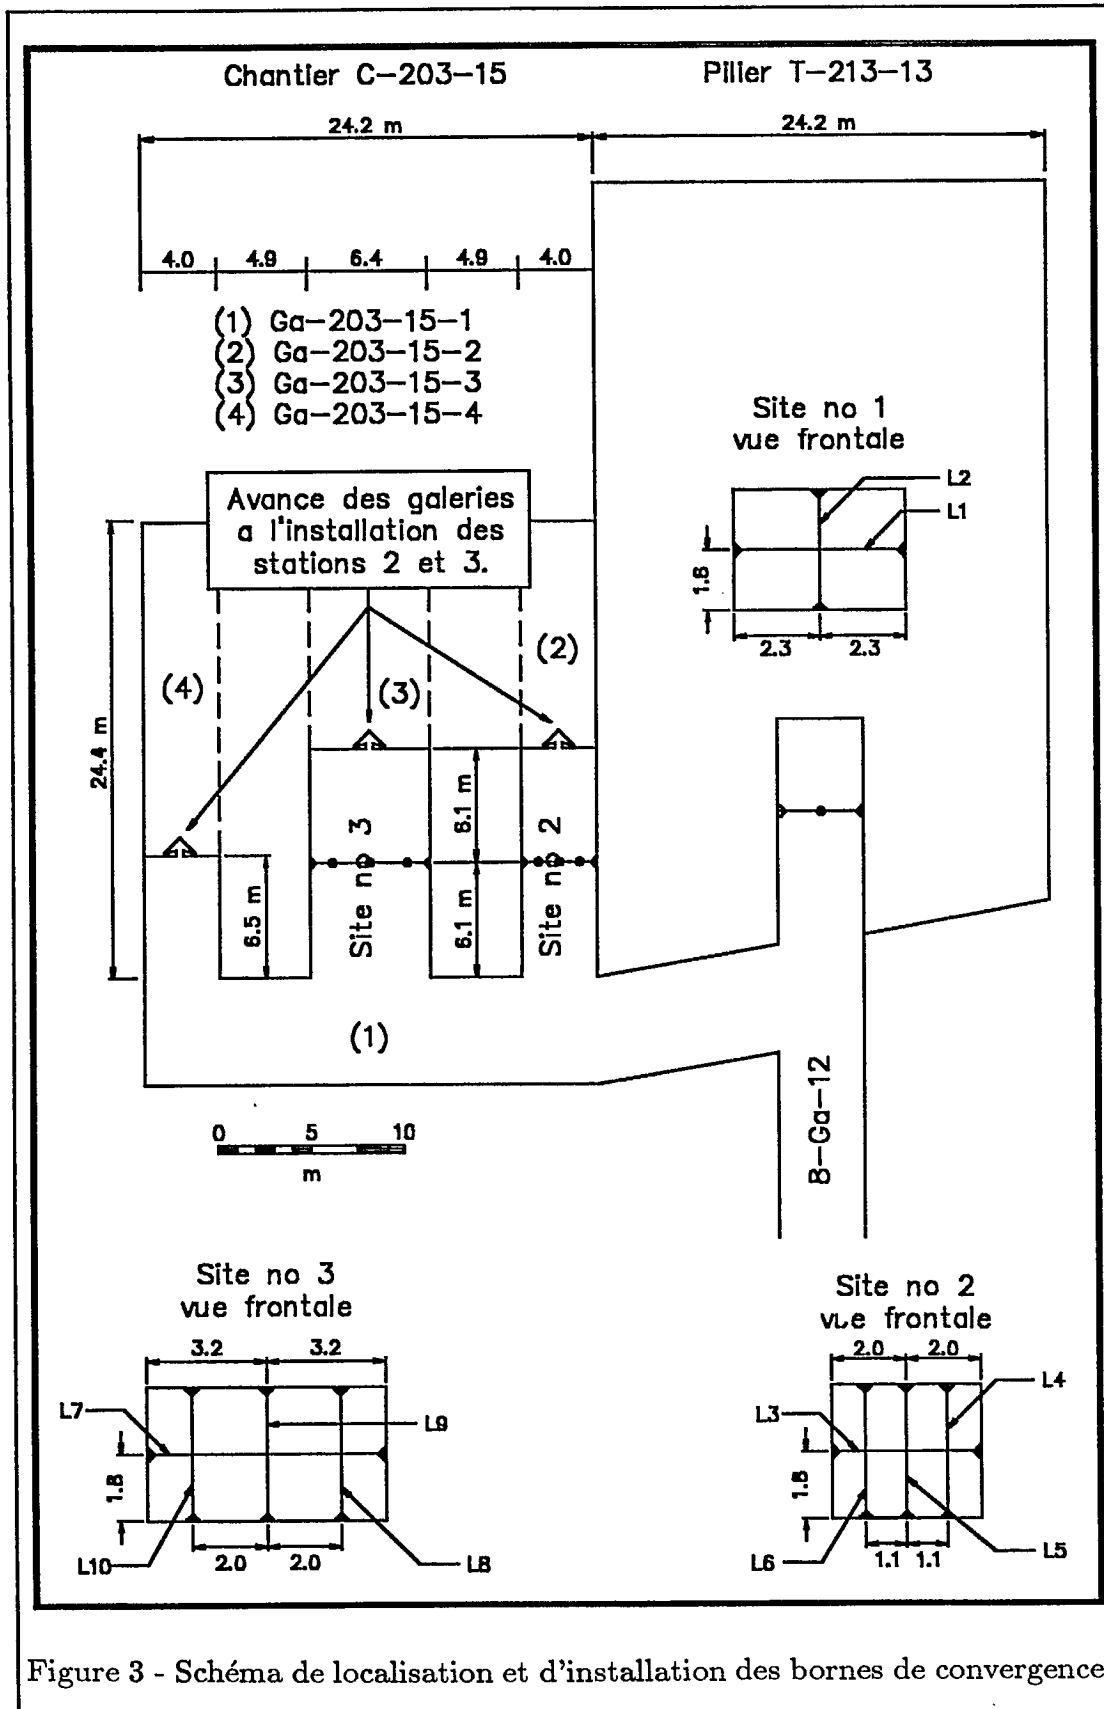 Chantier C-203-15
Pilier T-213-13
24.2 m
24.2 m
4.0 4.9 6.4 4.9 4.0
(1) Ga-203-15-1
(2) Ga-203-15-2
(3) Ga-203-15-3
(4) Ga-203-15-4
Site no 1
vue frontale
L2
L1
1.8
2.3 2.3
Avance des galeries
a l'installation des
stations 2 et 3.
(2)
(4)
(3)
24.4 m
6.1 m
6.5 m
Site no 3
6.1 m
Site no 2
(1)
B-Ga-12
0 5 10
m
Site no 3
vue frontale
3.2 3.2
L7
L9
1.8
L10
2.0 2.0
L8
Site no 2
vue frontale
2.0 2.0
L4
L3
1.8
L6
1.1 1.1
L5
Figure 3 - Schéma de localisation et d'installation des bornes de convergence